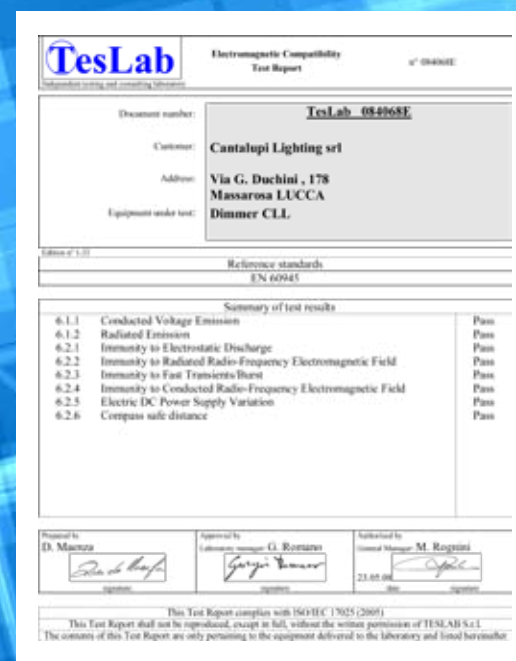 TesLab
Independent testing and consulting laboratory
Electromagnetic Compatibility
Test Report
n° 084068E
Document number:
TesLab 084068E
Customer:
Cantalupi Lighting srl
Address:
Via G. Duchini , 178
Massarosa LUCCA
Equipment under test:
Dimmer CLL
Reference standards
EN 60945
Summary of test results
6.1.1 Conducted Voltage Emission Pass
6.1.2 Radiated Emission Pass
6.2.1 Immunity to Electrostatic Discharge Pass
6.2.2 Immunity to Radiated Radio-Frequency Electromagnetic Field Pass
6.2.3 Immunity to Fast Transients/Burst Pass
6.2.4 Immunity to Conducted Radio-Frequency Electromagnetic Field Pass
6.2.5 Electric DC Power Supply Variation Pass
6.2.6 Compass safe distance Pass
Prepared by
D. Maenza
signature
Approved by
Laboratory manager G. Romano
signature
Authorised by
General Manager M. Rognini
23.05.08
date signature
This Test Report complies with ISO/IEC 17025 (2005)
This Test Report shall not be reproduced, except in full, without the written permission of TESLAB S.r.l.
The contents of this Test Report are only pertaining to the equipment delivered to the laboratory and listed hereinafter